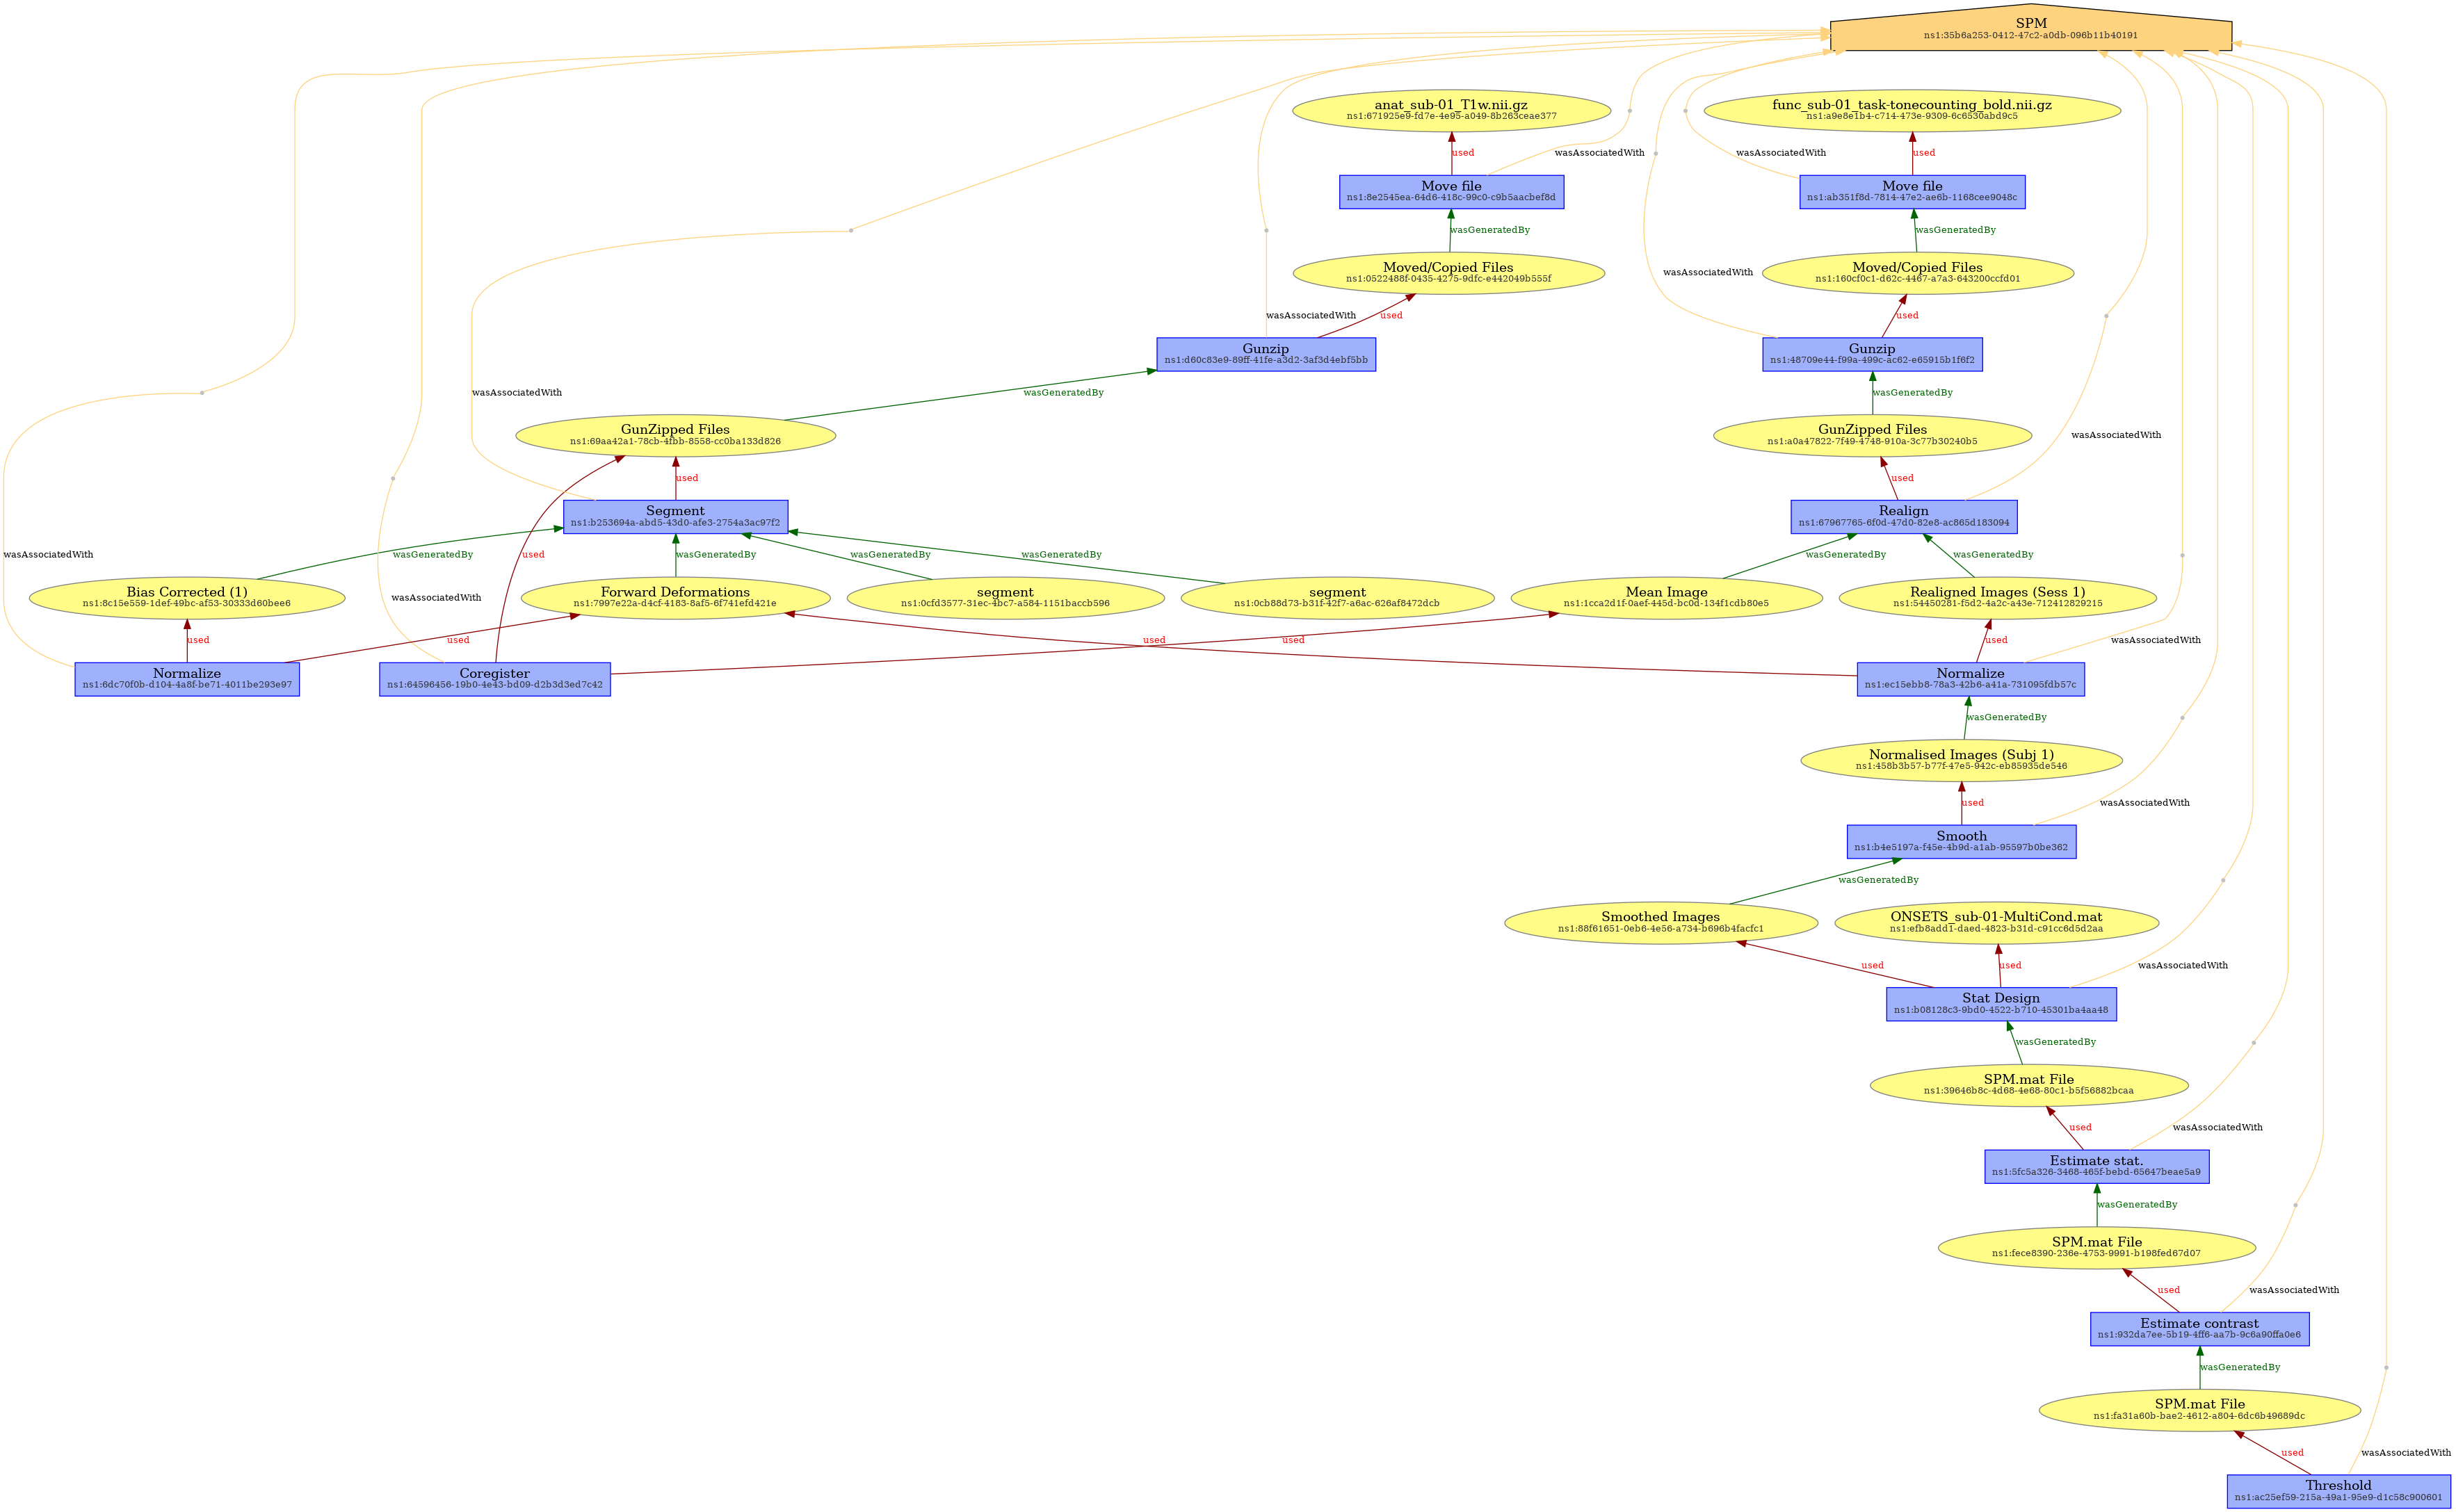 SPM
ns1:35b6a253-0412-47c2-a0db-096b11b40191
anat_sub-01_T1w.nii.gz
ns1:671925e9-fd7e-4e95-a049-8b263ceae377
func_sub-01_task-tonecounting_bold.nii.gz
ns1:a9e8e1b4-c714-473e-9309-6c6530abd9c5
used
wasAssociatedWith
wasAssociatedWith
used
Move file
ns1:8e2545ea-64d6-418c-99c0-c9b5aacbef8d
Move file
ns1:ab351f8d-7814-47e2-ae6b-1168cee9048c
wasGeneratedBy
wasGeneratedBy
Moved/Copied Files
ns1:0522488f-0435-4275-9dfc-e442049b555f
Moved/Copied Files
ns1:160cf0c1-d62c-4467-a7a3-643200ccfd01
wasAssociatedWith
used
wasAssociatedWith
used
Gunzip
ns1:d60c83e9-89ff-41fe-a3d2-3af3d4ebf5bb
Gunzip
ns1:48709e44-f99a-499c-ac62-e65915b1f6f2
wasAssociatedWith
wasGeneratedBy
wasGeneratedBy
GunZipped Files
ns1:69aa42a1-78cb-4fbb-8558-cc0ba133d826
GunZipped Files
ns1:a0a47822-7f49-4748-910a-3c77b30240b5
wasAssociatedWith
used
used
Segment
ns1:b253694a-abd5-43d0-afe3-2754a3ac97f2
Realign
ns1:67967765-6f0d-47d0-82e8-ac865d183094
wasAssociatedWith
wasGeneratedBy
used
wasGeneratedBy
wasGeneratedBy
wasGeneratedBy
wasGeneratedBy
wasGeneratedBy
Bias Corrected (1)
ns1:8c15e559-1def-49bc-af53-30333d60bee6
wasAssociatedWith
Forward Deformations
ns1:7997e22a-d4cf-4183-8af5-6f741efd421e
segment
ns1:0cfd3577-31ec-4bc7-a584-1151baccb596
segment
ns1:0cb88d73-b31f-42f7-a6ac-626af8472dcb
Mean Image
ns1:1cca2d1f-0aef-445d-bc0d-134f1cdb80e5
Realigned Images (Sess 1)
ns1:54450281-f5d2-4a2c-a43e-712412829215
used
used
used
used
used
wasAssociatedWith
Normalize
ns1:6dc70f0b-d104-4a8f-be71-4011be293e97
Coregister
ns1:64596456-19b0-4e43-bd09-d2b3d3ed7c42
Normalize
ns1:ec15ebb8-78a3-42b6-a41a-731095fdb57c
wasGeneratedBy
Normalised Images (Subj 1)
ns1:458b3b57-b77f-47e5-942c-eb85935de546
used
wasAssociatedWith
Smooth
ns1:b4e5197a-f45e-4b9d-a1ab-95597b0be362
wasGeneratedBy
Smoothed Images
ns1:88f61651-0eb6-4e56-a734-b696b4facfc1
ONSETS_sub-01-MultiCond.mat
ns1:efb8add1-daed-4823-b31d-c91cc6d5d2aa
used
used
wasAssociatedWith
Stat Design
ns1:b08128c3-9bd0-4522-b710-45301ba4aa48
wasGeneratedBy
SPM.mat File
ns1:39646b8c-4d68-4e68-80c1-b5f56882bcaa
used
wasAssociatedWith
Estimate stat.
ns1:5fc5a326-3468-465f-bebd-65647beae5a9
wasGeneratedBy
SPM.mat File
ns1:fece8390-236e-4753-9991-b198fed67d07
used
wasAssociatedWith
Estimate contrast
ns1:932da7ee-5b19-4ff6-aa7b-9c6a90ffa0e6
wasGeneratedBy
SPM.mat File
ns1:fa31a60b-bae2-4612-a804-6dc6b49689dc
used
wasAssociatedWith
Threshold
ns1:ac25ef59-215a-49a1-95e9-d1c58c900601